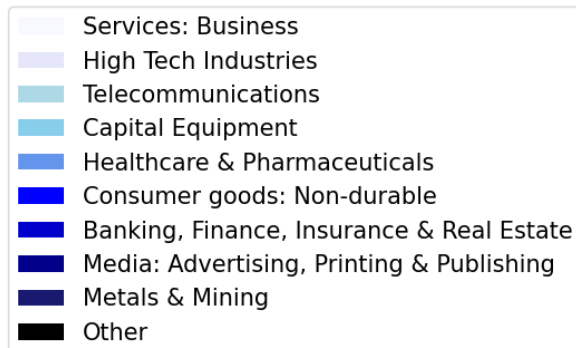 Services: Business
High Tech Industries
Telecommunications
Capital Equipment
Healthcare & Pharmaceuticals
Consumer goods: Non-durable
Banking, Finance, Insurance & Real Estate
Media: Advertising, Printing & Publishing
Metals & Mining
Other